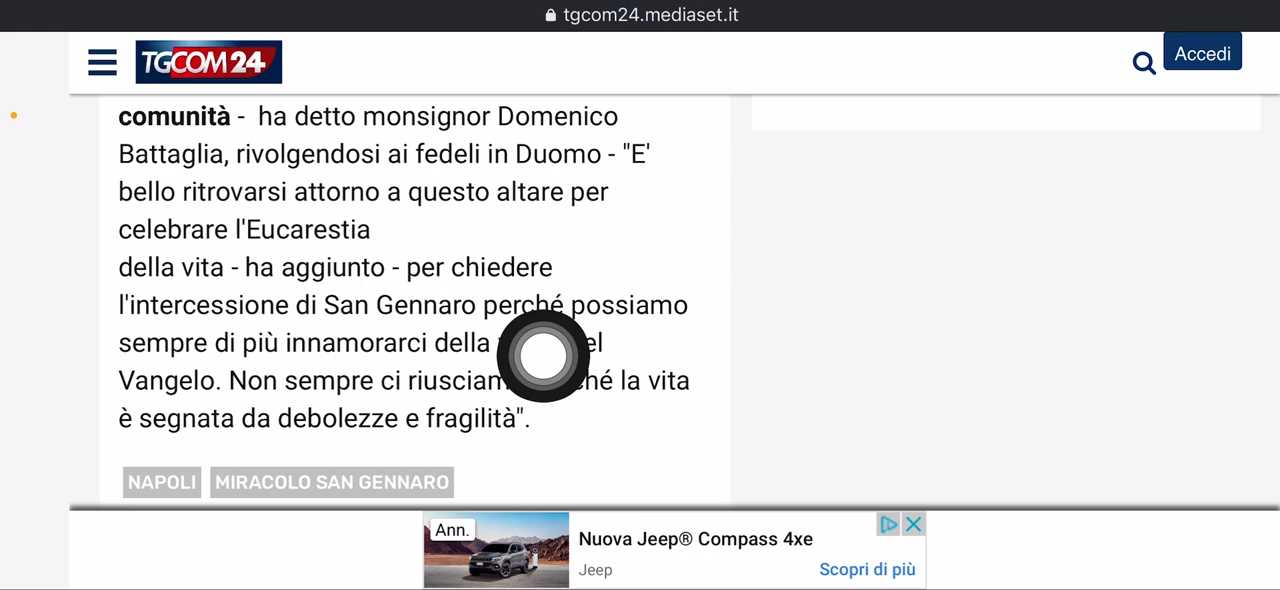 tgcom24.mediaset.it
TGCOM24
Accedi
comunità - ha detto monsignor Domenico
Battaglia, rivolgendosi ai fedeli in Duomo - "E'
bello ritrovarsi attorno a questo altare per
celebrare l'Eucarestia
della vita - ha aggiunto - per chiedere
l'intercessione di San Gennaro perché possiamo
sempre di più innamorarci della
Vangelo. Non sempre ci la vita
è segnata da debolezze e fragilità".
NAPOLI
MIRACOLO SAN GENNARO
Ann.
Nuova Jeep® Compass 4xe
Jeep
Scopri di più